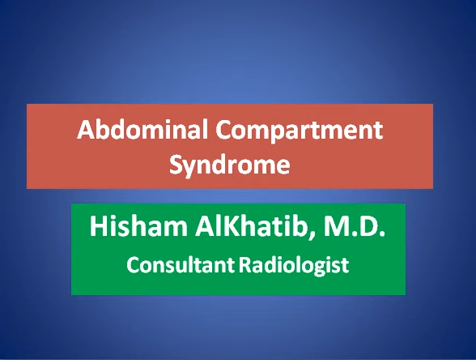 Abdominal Compartment
Syndrome
Hisham AlKhatib, M.D.
Consultant Radiologist